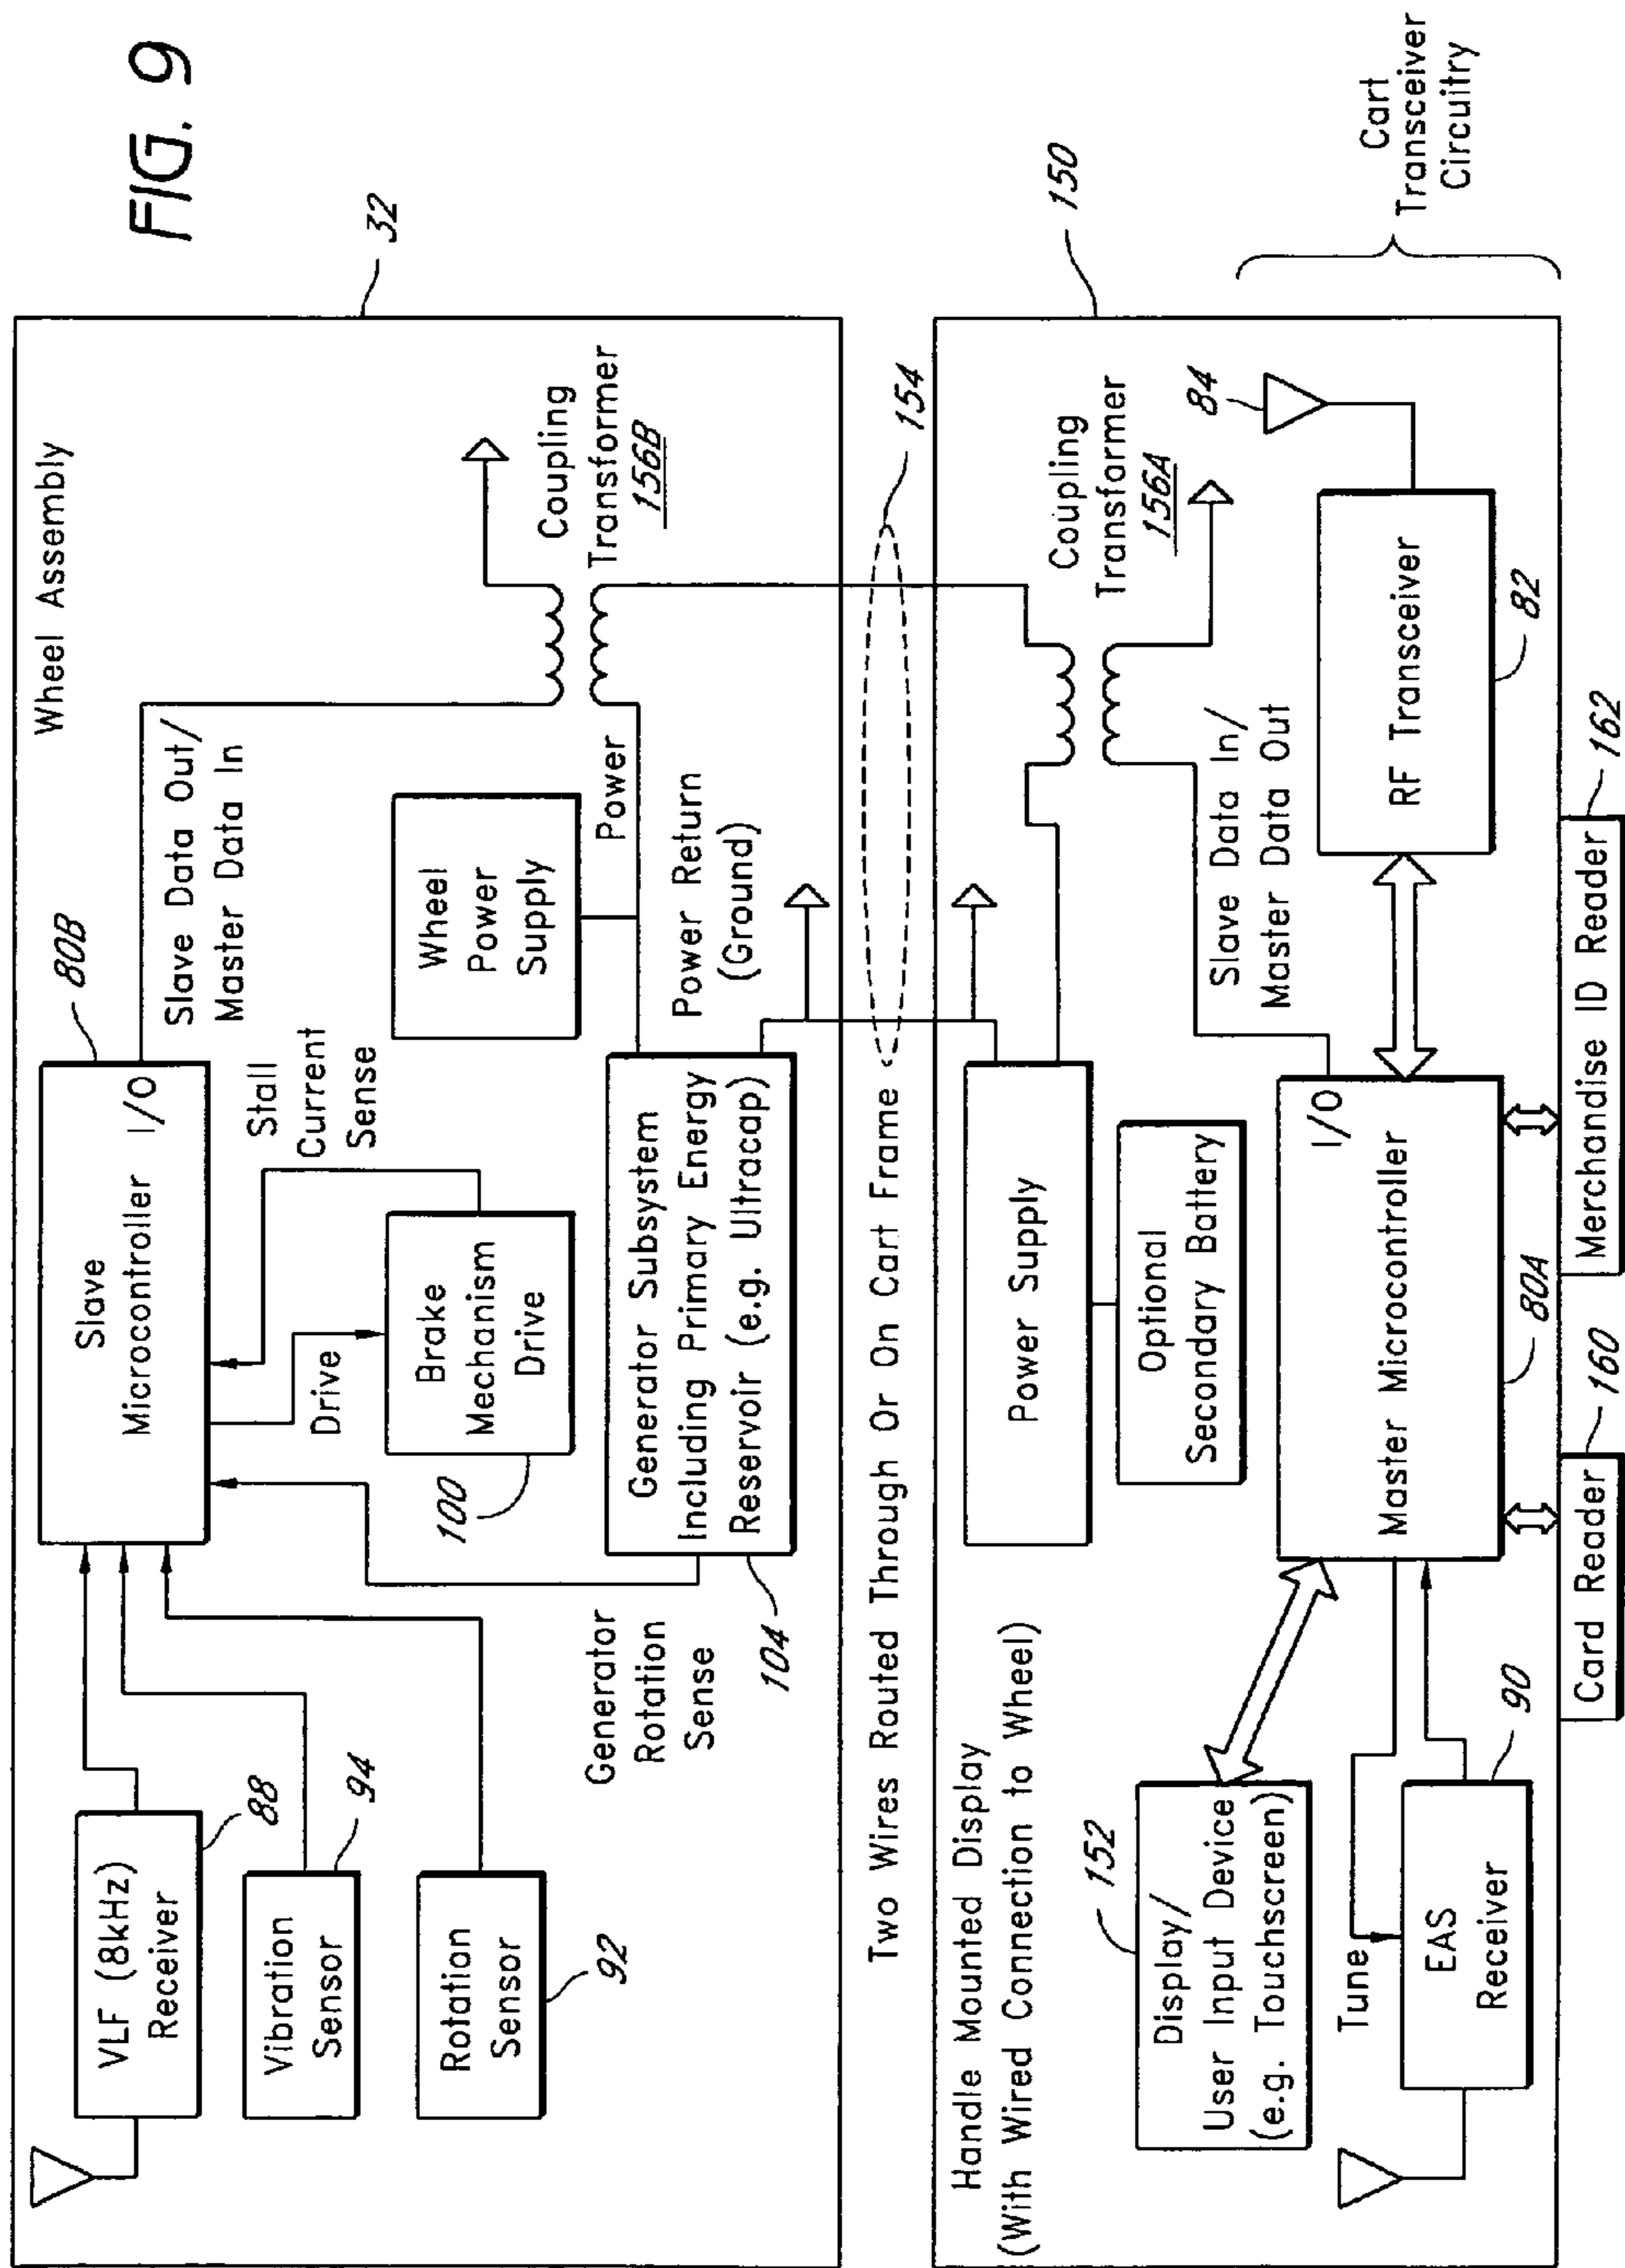 FIG. 9
Wheel Assembly
32
VLF (8kHz)
Receiver
88
Vibration
Sensor
94
Rotation
Sensor
92
Slave
Microcontroller
I/O
80B
Slave Data Out/
Master Data In
Stall
Current
Sense
Drive
Brake
Mechanism
Drive
100
Generator
Rotation
Sense
Generator Subsystem
Including Primary Energy
Reservoir (e.g. Ultracap)
104
Wheel
Power
Supply
Power
Power Return
(Ground)
Coupling
Transformer
156B
Two Wires Routed Through Or On Cart Frame
154
Handle Mounted Display
(With Wired Connection to Wheel)
150
Power Supply
Optional
Secondary Battery
Coupling
Transformer
156A
Slave Data In/
Master Data Out
84
RF Transceiver
82
Master Microcontroller
I/O
80A
Display/
User Input Device
(e.g. Touchscreen)
152
Tune
EAS
Receiver
90
Card Reader
160
Merchandise ID Reader
162
Cart
Transceiver
Circuitry